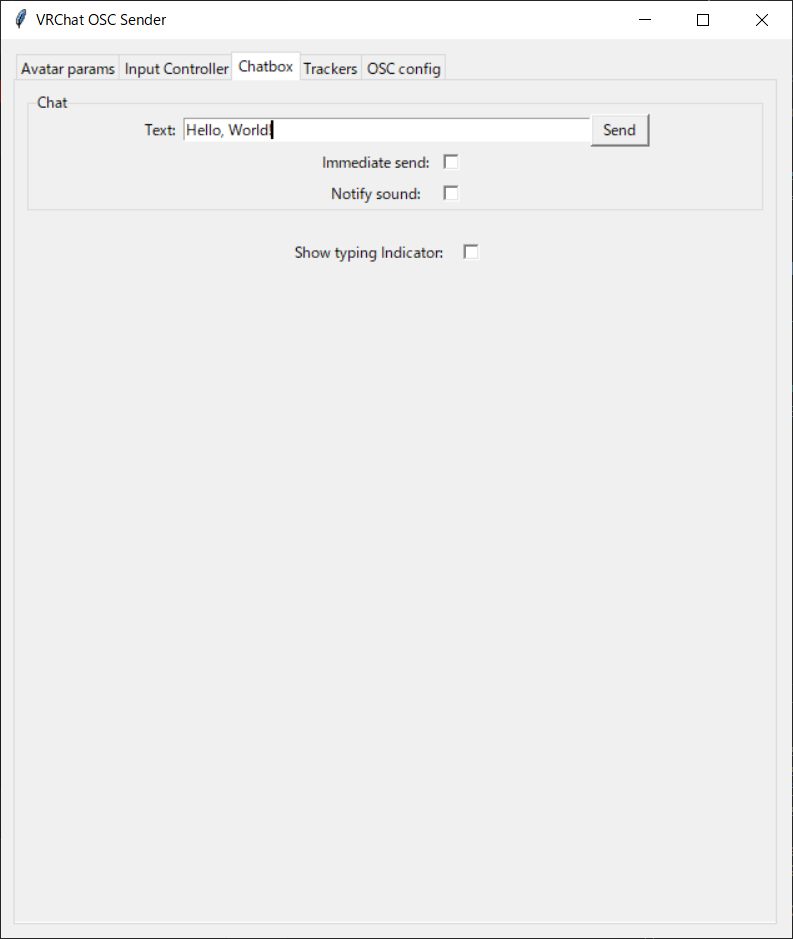 VRChat OSC Sender
Avatar params Input Controller Chatbox Trackers OSC config
Chat
Text: Hello, World! Send
Immediate send:
Notify sound:
Show typing Indicator: